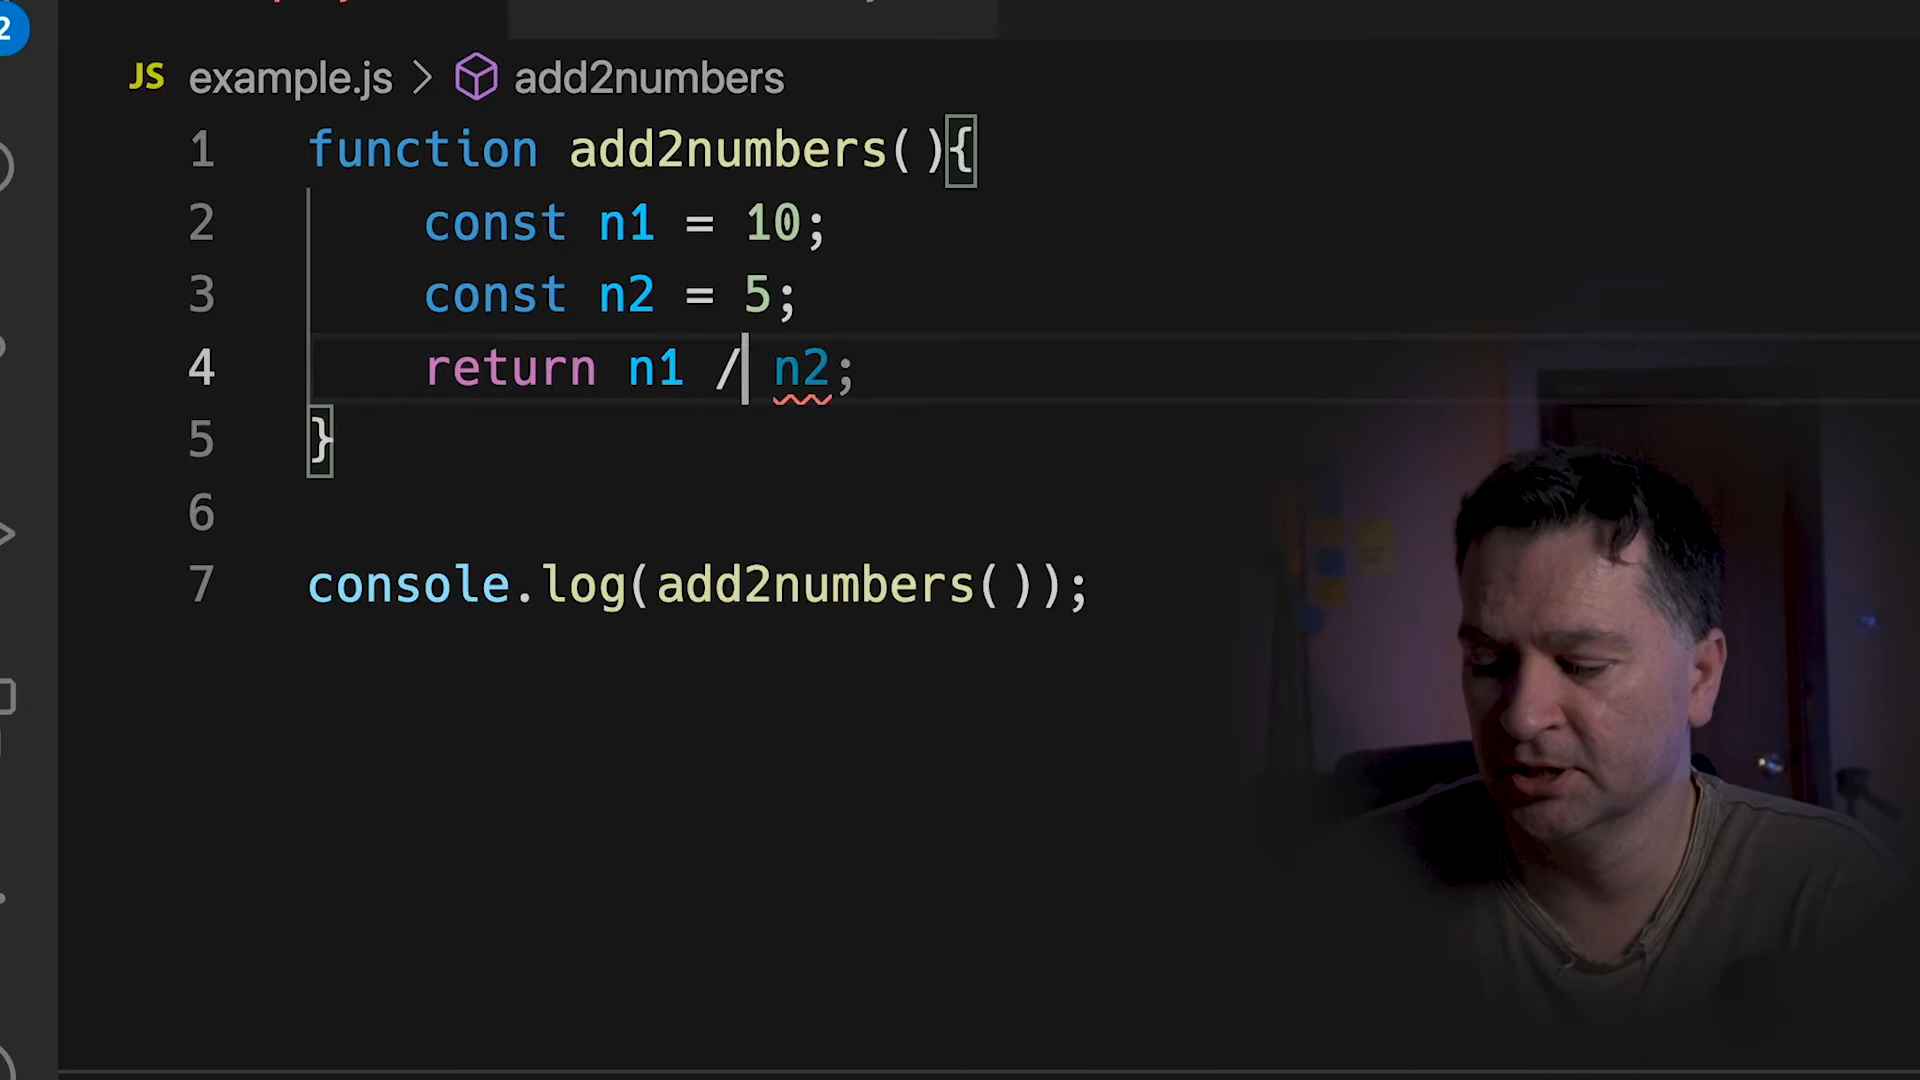 2
JS example.js > add2numbers
1 function add2numbers(){
2 const n1 = 10;
3 const n2 = 5;
4 return n1 / n2;
5 }
6
7 console.log(add2numbers());